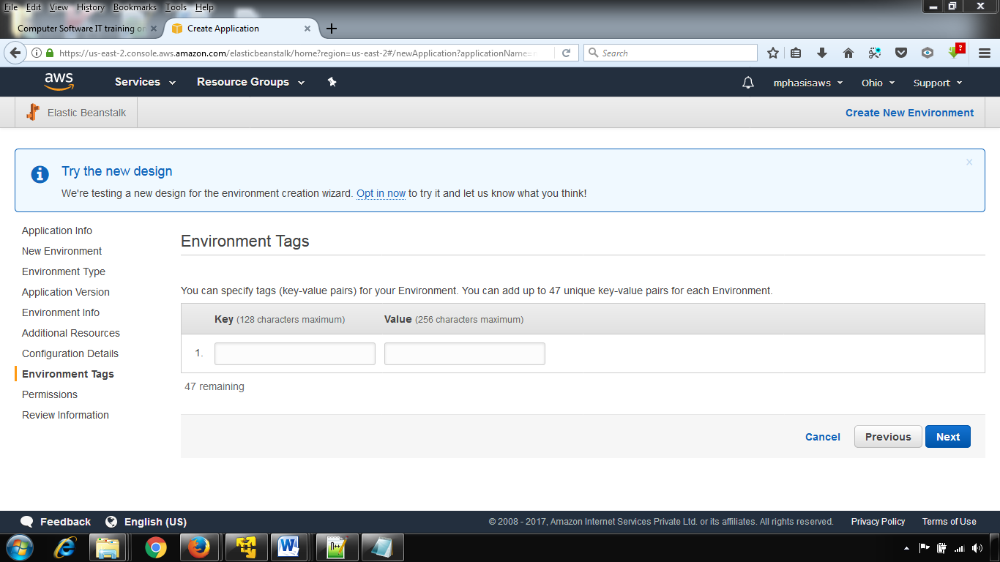 File Edit View History Bookmarks Tools Help
Computer Software IT training on
Create Application
https://us-east-2.console.aws.amazon.com/elasticbeanstalk/home?region=us-east-2#/newApplication?applicationName=
Search
?
aws Services Resource Groups mphasisaws Ohio Support
Elastic Beanstalk Create New Environment
Try the new design
We're testing a new design for the environment creation wizard. Opt in now to try it and let us know what you think!
Application Info
New Environment
Environment Type
Application Version
Environment Info
Additional Resources
Configuration Details
Environment Tags
Permissions
Review Information
Environment Tags
You can specify tags (key-value pairs) for your Environment. You can add up to 47 unique key-value pairs for each Environment.
Key (128 characters maximum) Value (256 characters maximum)
1.
47 remaining
Cancel Previous Next
Feedback English (US) © 2008 - 2017, Amazon Internet Services Private Ltd. or its affiliates. All rights reserved. Privacy Policy Terms of Use